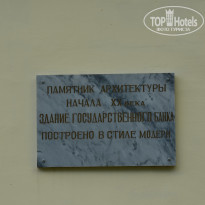 TOP HOTELS
ПАМЯТНИК АРХИТЕКТУРЫ
НАЧАЛА XX века
ЗДАНИЕ ГОСУДАРСТВЕННОГО БАНКА
ПОСТРОЕНО В СТИЛЕ МОДЕРН